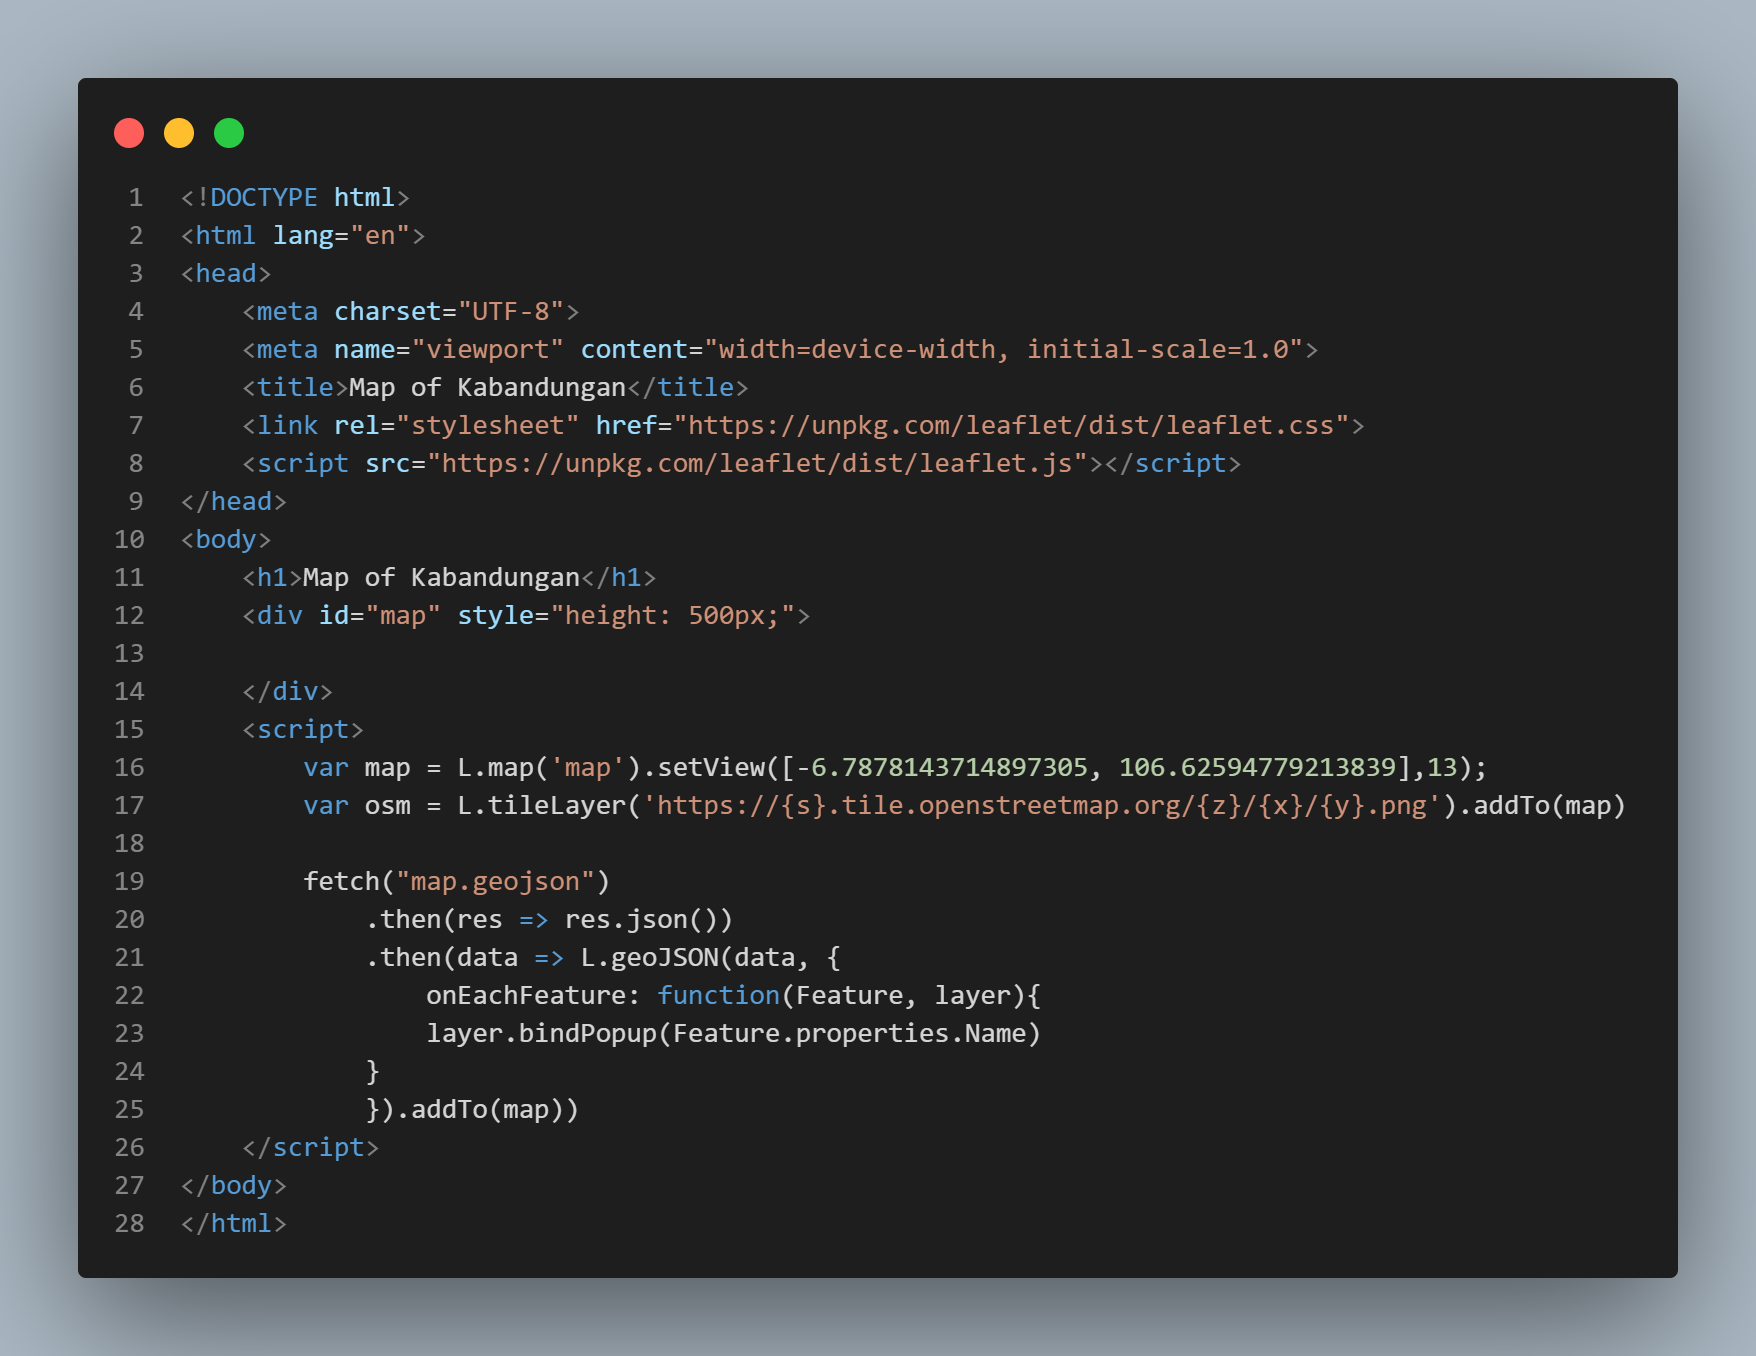 1 <!DOCTYPE html>
2 <html lang="en">
3 <head>
4     <meta charset="UTF-8">
5     <meta name="viewport" content="width=device-width, initial-scale=1.0">
6     <title>Map of Kabandungan</title>
7     <link rel="stylesheet" href="https://unpkg.com/leaflet/dist/leaflet.css">
8     <script src="https://unpkg.com/leaflet/dist/leaflet.js"></script>
9 </head>
10 <body>
11     <h1>Map of Kabandungan</h1>
12     <div id="map" style="height: 500px;">
13
14     </div>
15     <script>
16         var map = L.map('map').setView([-6.7878143714897305, 106.62594779213839],13);
17         var osm = L.tileLayer('https://{s}.tile.openstreetmap.org/{z}/{x}/{y}.png').addTo(map)
18
19         fetch("map.geojson")
20             .then(res => res.json())
21             .then(data => L.geoJSON(data, {
22                 onEachFeature: function(Feature, layer){
23                 layer.bindPopup(Feature.properties.Name)
24             }
25             }).addTo(map))
26     </script>
27 </body>
28 </html>